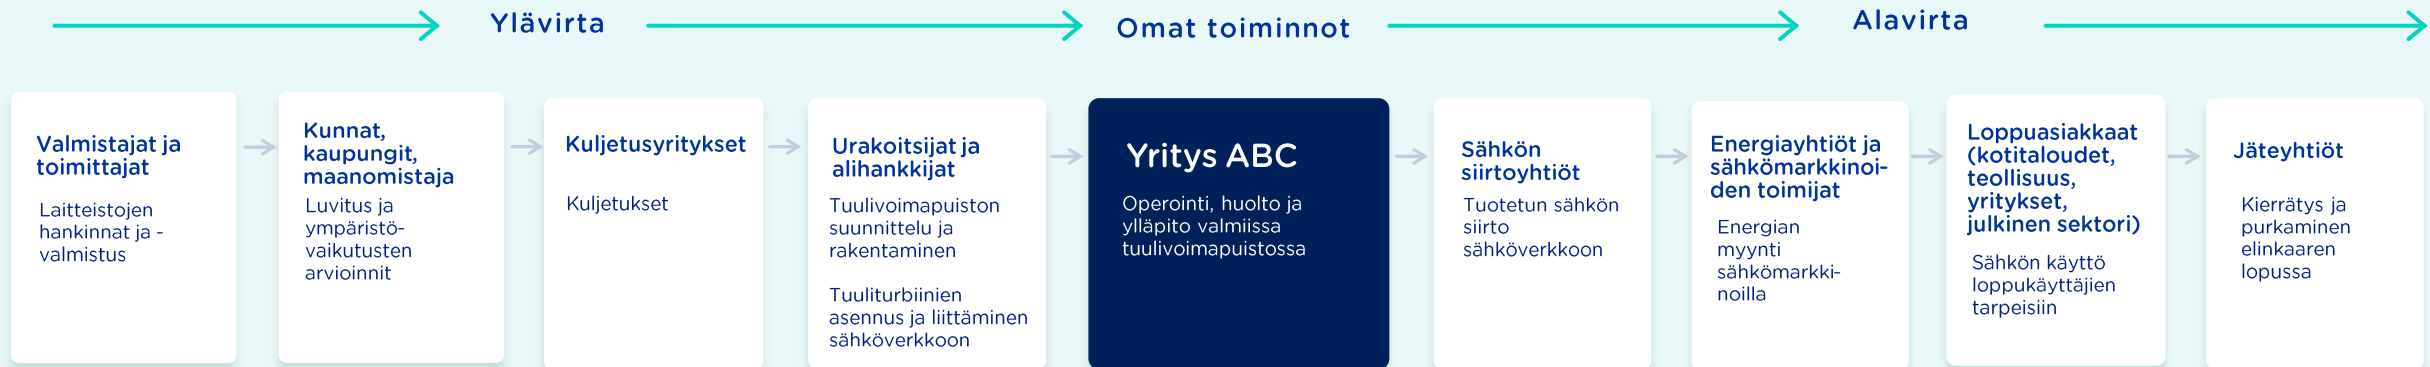 Ylävirta
Omat toiminnot
Alavirta
Valmistajat ja
toimittajat
Laitteistojen
hankinnat ja -
valmistus
Kunnat,
kaupungit,
maanomistaja
Luvitus ja
ympäristö-
vaikutusten
arvioinnit
Kuljetusyritykset
Kuljetukset
Urakoitsijat ja
alihankkijat
Tuulivoimapuiston
suunnittelu ja
rakentaminen
Tuuliturbiinien
asennus ja liittäminen
sähköverkkoon
Yritys ABC
Operointi, huolto ja
ylläpito valmiissa
tuulivoimapuistossa
Sähkön
siirtoyhtiöt
Tuotetun sähkön
siirto
sähköverkkoon
Energiayhtiöt ja
sähkömarkkinoi-
den toimijat
Energian
myynti
sähkömarkki-
noilla
Loppuasiakkaat
(kotitaloudet,
teollisuus,
yritykset,
julkinen sektori)
Sähkön käyttö
loppukäyttäjien
tarpeisiin
Jäteyhtiöt
Kierrätys ja
purkaminen
elinkaaren
lopussa